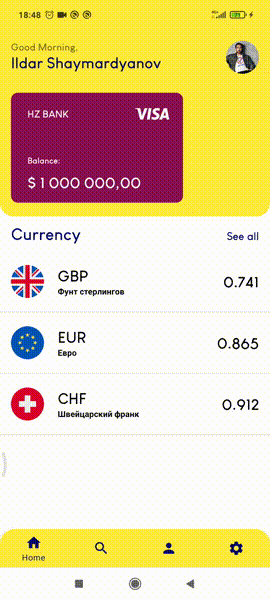 18:48
Good Morning,
Ildar Shaymardyanov
HZ BANK VISA
Balance:
$ 1 000 000,00
Currency See all
GBP 0.741
Фунт стерлингов
EUR 0.865
Евро
CHF 0.912
Швейцарский франк
Home